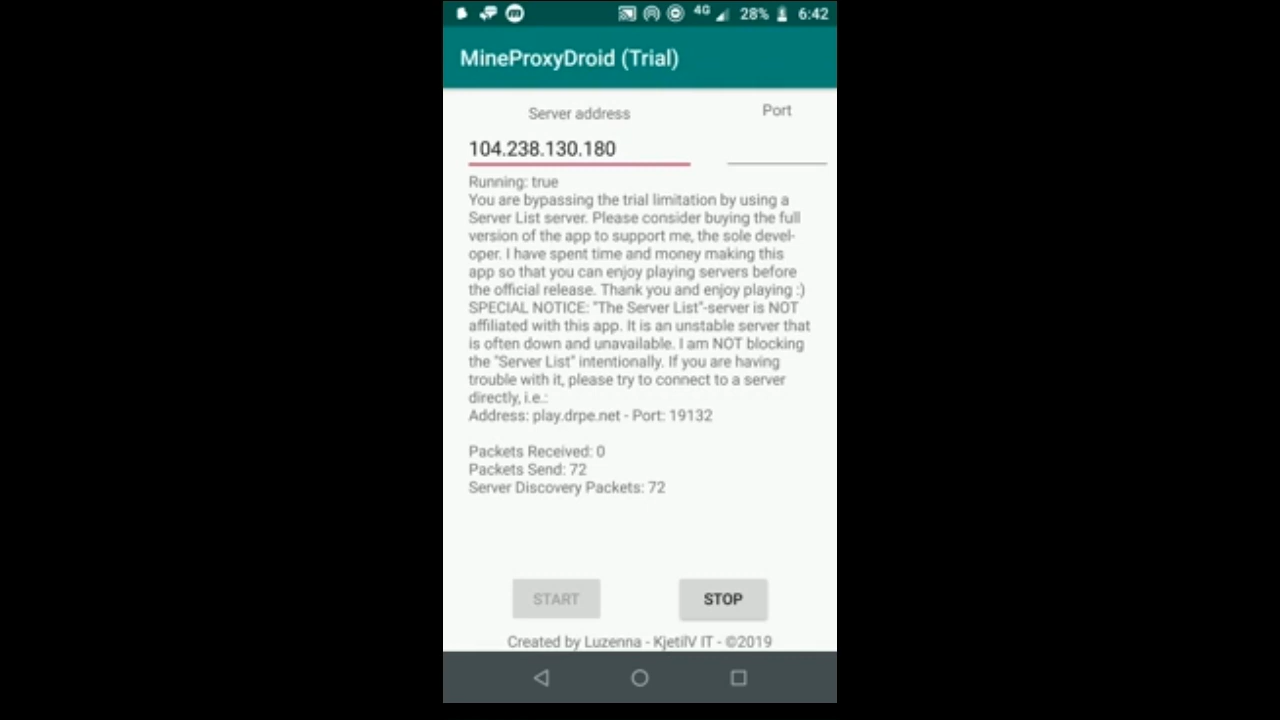 4G 28% 6:42
MineProxyDroid (Trial)
Server address Port
104.238.130.180
Running: true
You are bypassing the trial limitation by using a
Server List server. Please consider buying the full
version of the app to support me, the sole devel-
oper. I have spent time and money making this
app so that you can enjoy playing servers before
the official release. Thank you and enjoy playing :)
SPECIAL NOTICE: "The Server List"-server is NOT
affiliated with this app. It is an unstable server that
is often down and unavailable. I am NOT blocking
the "Server List" intentionally. If you are having
trouble with it, please try to connect to a server
directly, i.e.:
Address: play.drpe.net - Port: 19132
Packets Received: 0
Packets Send: 72
Server Discovery Packets: 72
START STOP
Created by Luzenna - KjetilV IT - ©2019